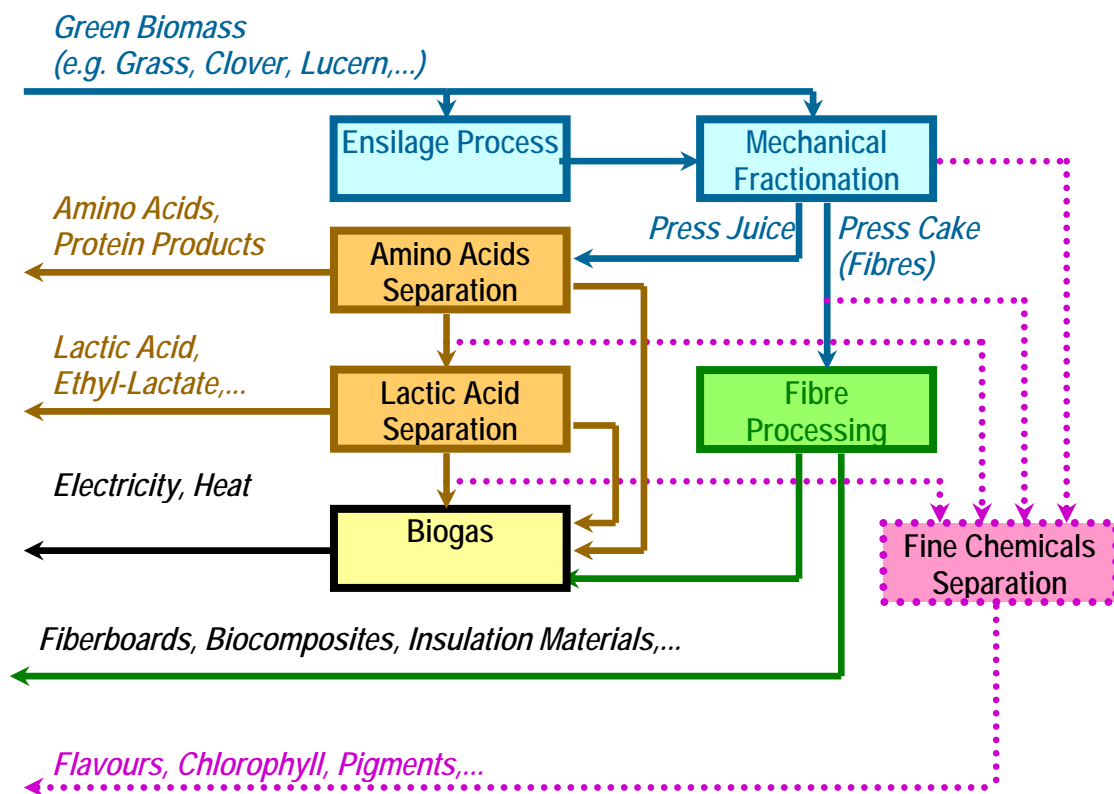 Green Biomass
(e.g. Grass, Clover, Lucern,...)
Ensilage Process
Mechanical
Fractionation
Amino Acids,
Protein Products
Press Juice
Press Cake
(Fibres)
Amino Acids
Separation
Lactic Acid,
Ethyl-Lactate,...
Lactic Acid
Separation
Fibre
Processing
Electricity, Heat
Biogas
Fine Chemicals
Separation
Fiberboards, Biocomposites, Insulation Materials,...
Flavours, Chlorophyll, Pigments,...